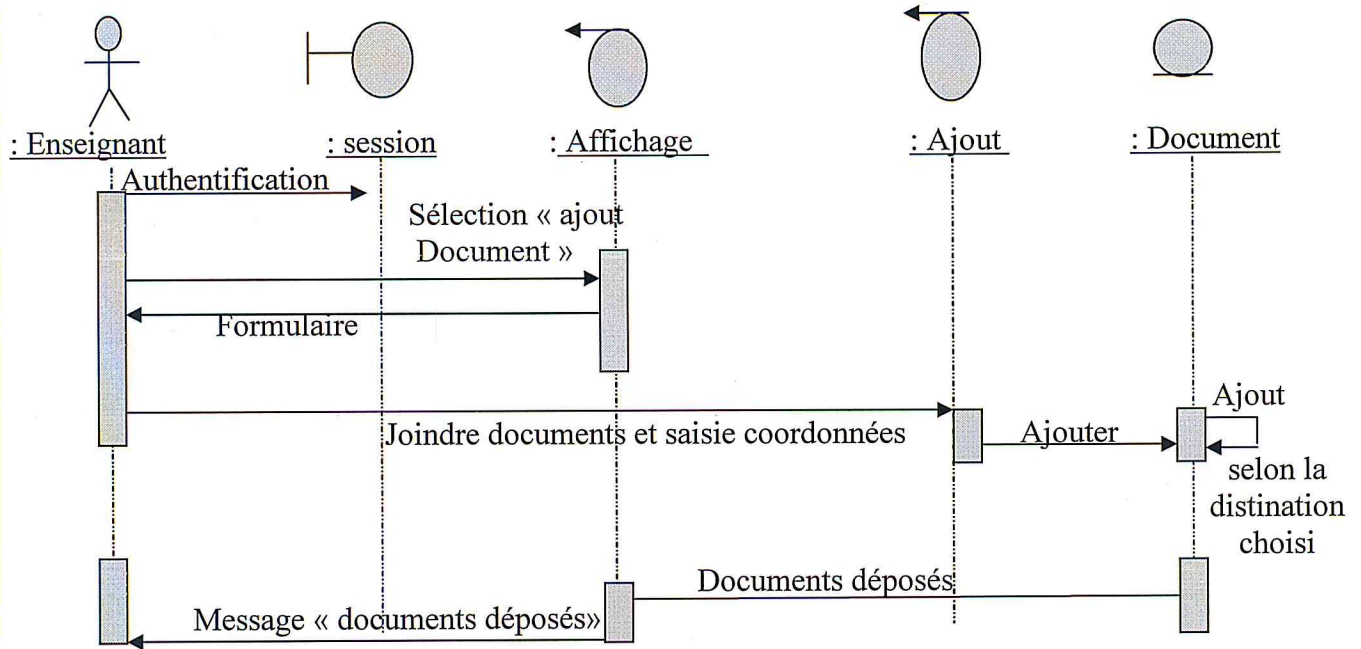 : Enseignant
: session
: Affichage
: Ajout
: Document
Authentification
Sélection « ajout
Document »
Formulaire
Joindre documents et saisie coordonnées
Ajouter
Ajout
selon la
distination
choisi
Documents déposés
Message « documents déposés»